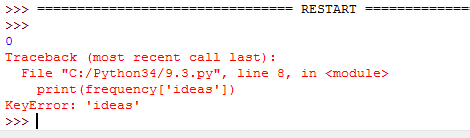 >>> ================================ RESTART =============
>>>
0
Traceback (most recent call last):
  File "C:/Python34/9.3.py", line 8, in <module>
    print(frequency['ideas'])
KeyError: 'ideas'
>>>